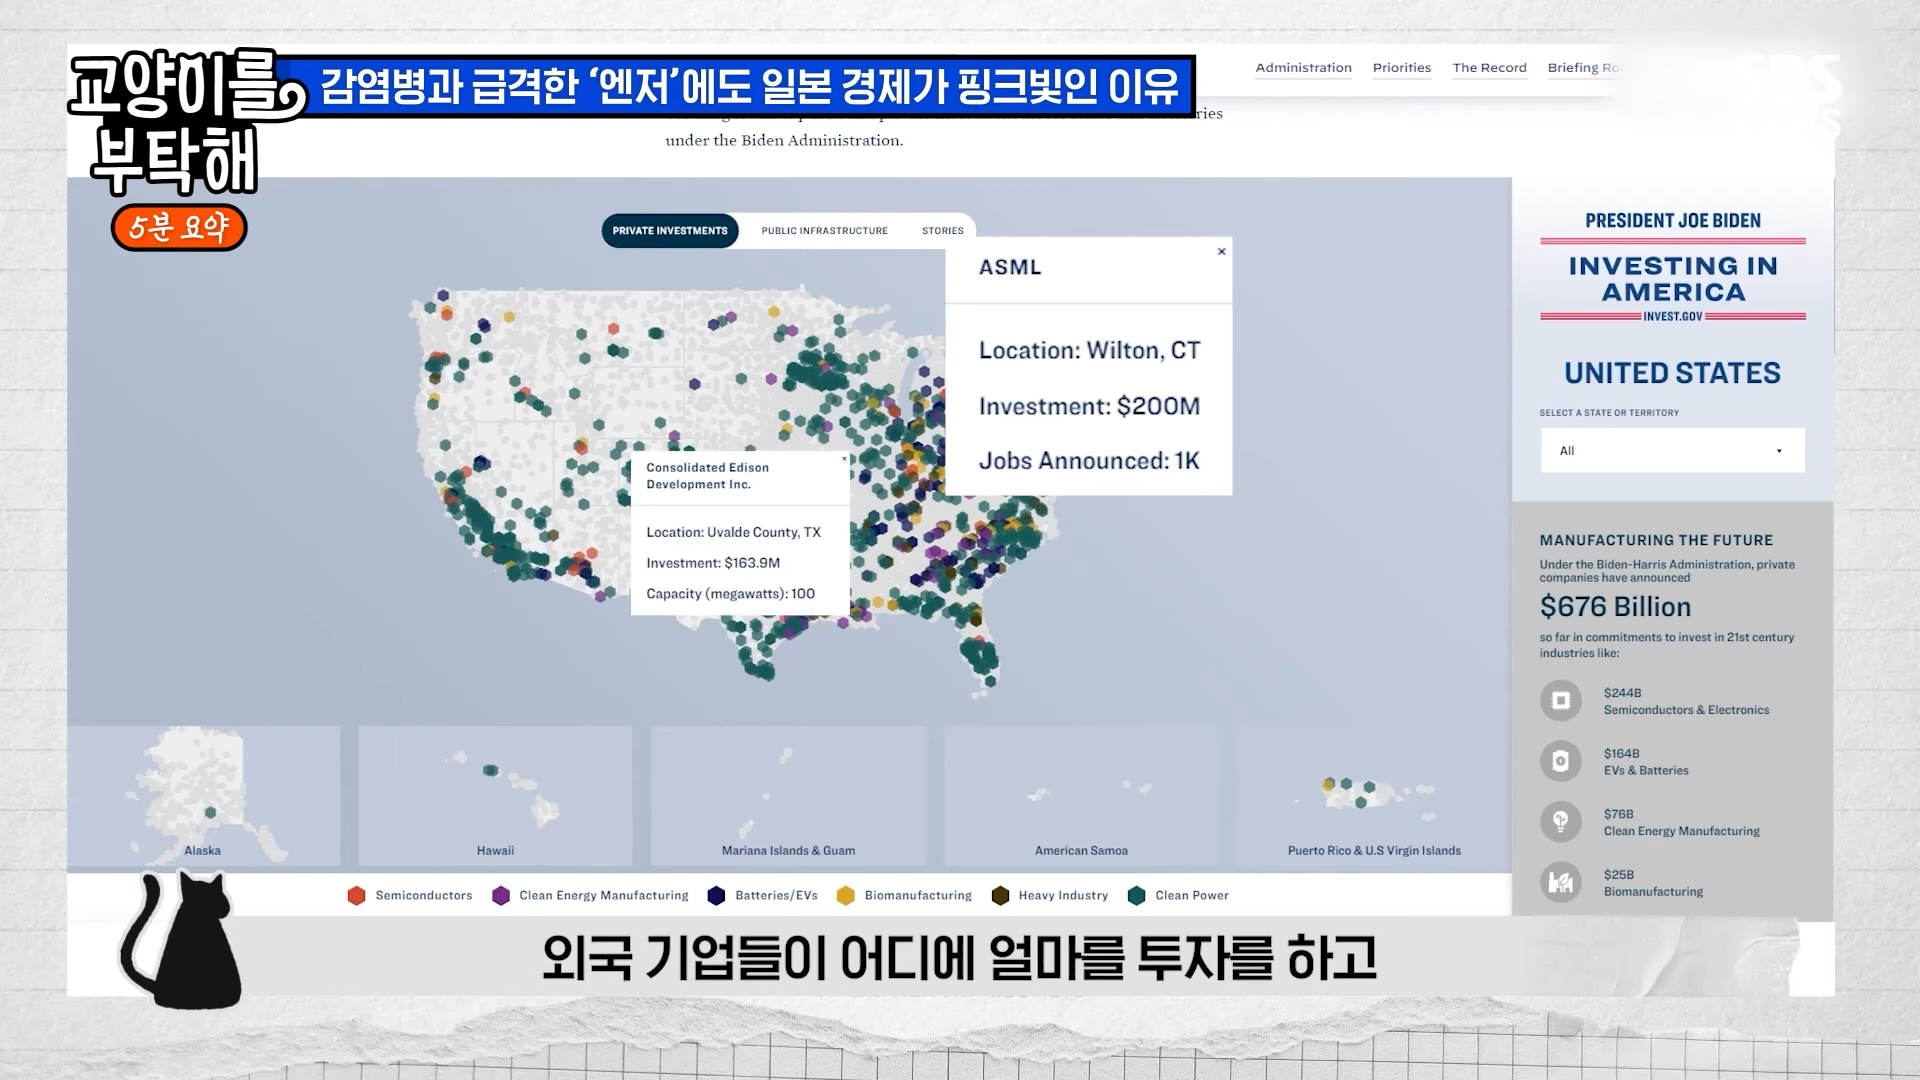 교양이를
부탁해
5분 요약
감염병과 급격한 ‘엔저’에도 일본 경제가 핑크빛인 이유
Administration Priorities The Record Briefing
SBS
under the Biden Administration.
PRIVATE INVESTMENTS PUBLIC INFRASTRUCTURE STORIES
ASML
Location: Wilton, CT
Investment: $200M
Jobs Announced: 1K
Consolidated Edison
Development Inc.
Location: Uvalde County, TX
Investment: $163.9M
Capacity (megawatts): 100
PRESIDENT JOE BIDEN
INVESTING IN
AMERICA
INVEST.GOV
UNITED STATES
SELECT A STATE OR TERRITORY
All
MANUFACTURING THE FUTURE
Under the Biden-Harris Administration, private
companies have announced
$676 Billion
so far in commitments to invest in 21st century
industries like:
$244B
Semiconductors & Electronics
$164B
EVs & Batteries
$76B
Clean Energy Manufacturing
$25B
Biomanufacturing
Alaska
Hawaii
Mariana Islands & Guam
American Samoa
Puerto Rico & U.S Virgin Islands
Semiconductors Clean Energy Manufacturing Batteries/EVs Biomanufacturing Heavy Industry Clean Power
외국 기업들이 어디에 얼마를 투자를 하고